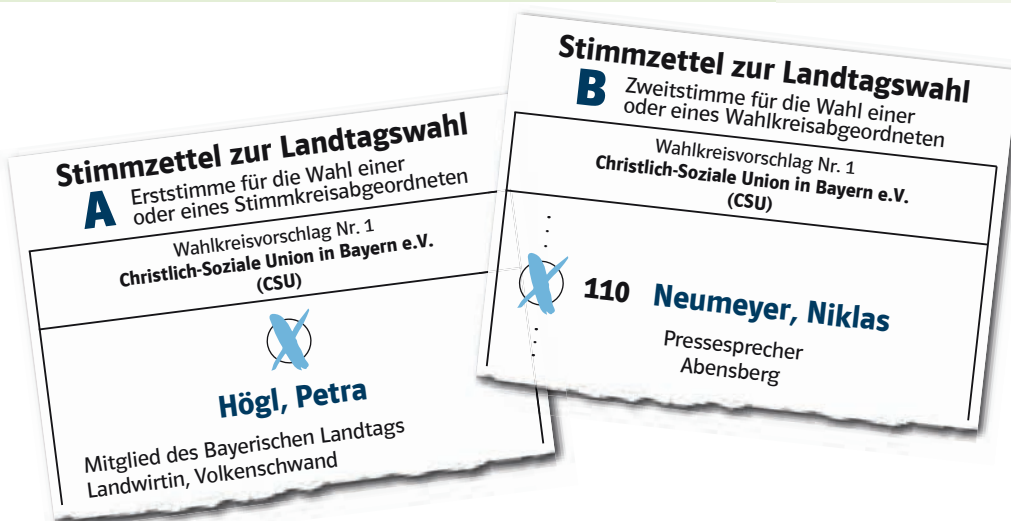 Stimmzettel zur Landtagswahl
A Erststimme für die Wahl einer
oder eines Stimmkreisabgeordneten
Wahlkreisvorschlag Nr. 1
Christlich-Soziale Union in Bayern e.V.
(CSU)
Högl, Petra
Mitglied des Bayerischen Landtags
Landwirtin, Volkenschwand
Stimmzettel zur Landtagswahl
B Zweitstimme für die Wahl einer
oder eines Wahlkreisabgeordneten
Wahlkreisvorschlag Nr. 1
Christlich-Soziale Union in Bayern e.V.
(CSU)
110 Neumeyer, Niklas
Pressesprecher
Abensberg